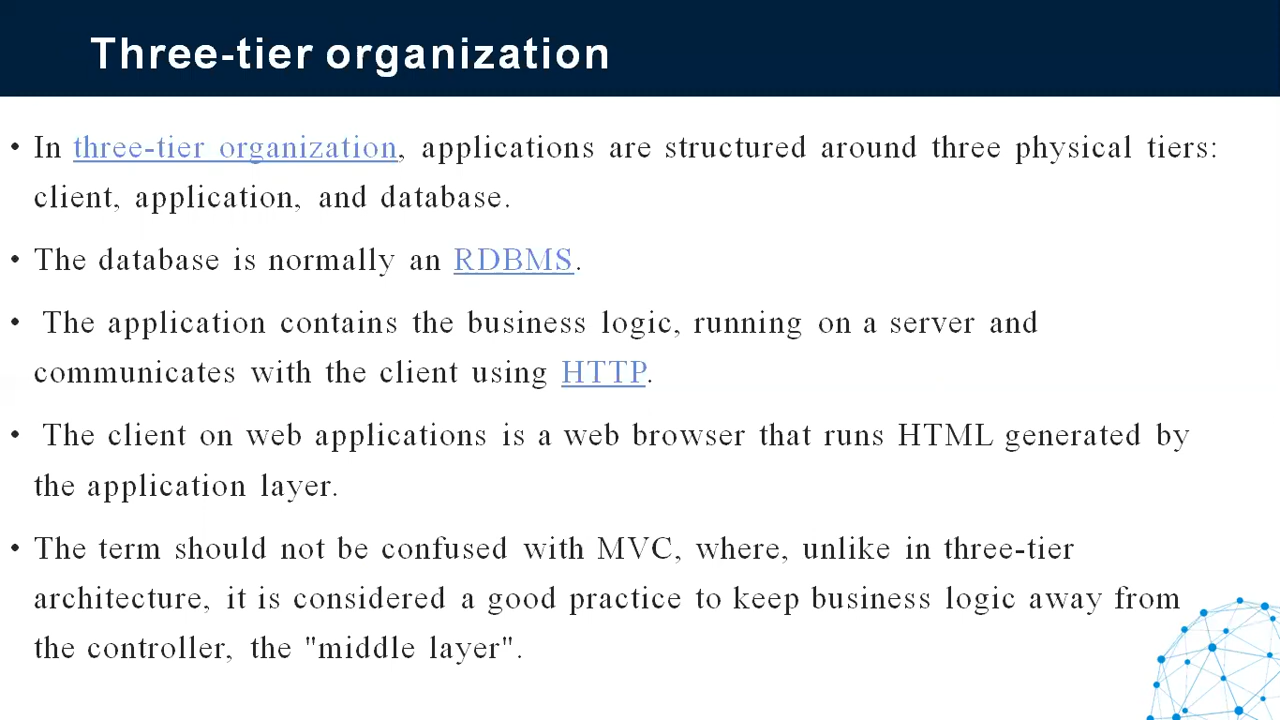 Three-tier organization
• In three-tier organization, applications are structured around three physical tiers:
client, application, and database.
• The database is normally an RDBMS.
• The application contains the business logic, running on a server and
communicates with the client using HTTP.
• The client on web applications is a web browser that runs HTML generated by
the application layer.
• The term should not be confused with MVC, where, unlike in three-tier
architecture, it is considered a good practice to keep business logic away from
the controller, the "middle layer".